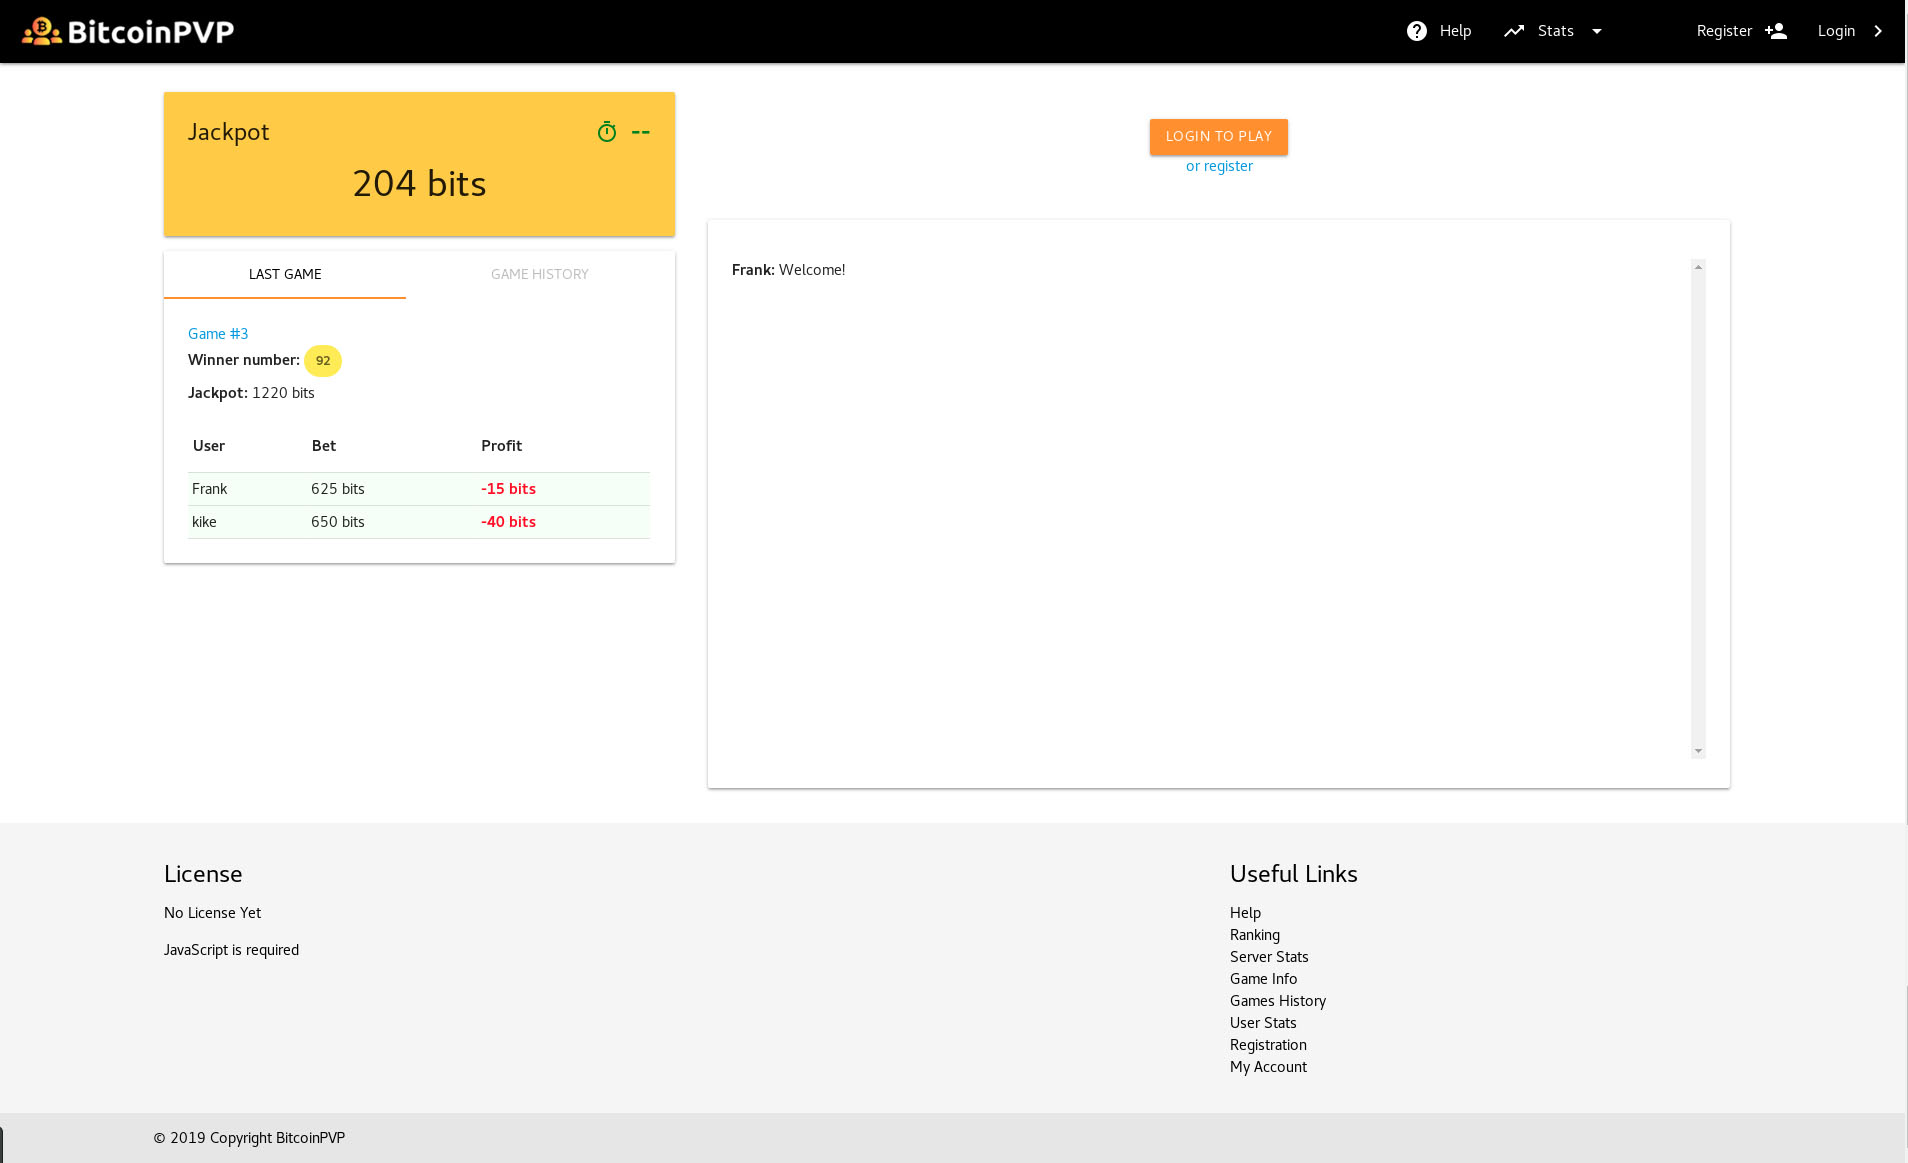 BitcoinPVP
Help
Stats
Register
Login
Jackpot
--
204 bits
LOGIN TO PLAY
or register
LAST GAME
GAME HISTORY
Game #3
Winner number: 92
Jackpot: 1220 bits
User Bet Profit
Frank 625 bits -15 bits
kike 650 bits -40 bits
Frank: Welcome!
License
No License Yet
JavaScript is required
Useful Links
Help
Ranking
Server Stats
Game Info
Games History
User Stats
Registration
My Account
© 2019 Copyright BitcoinPVP